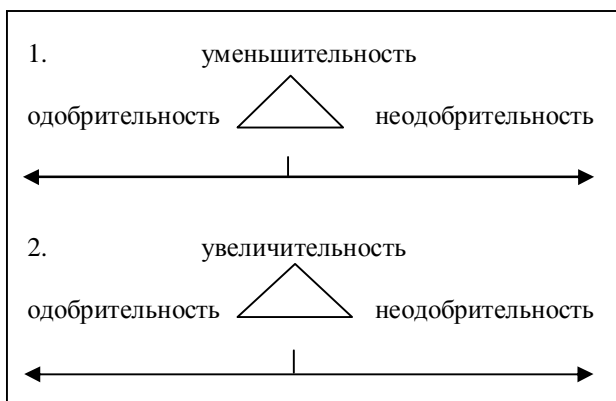 1. уменьшительность
одобрительность неодобрительность
2. увеличительность
одобрительность неодобрительность